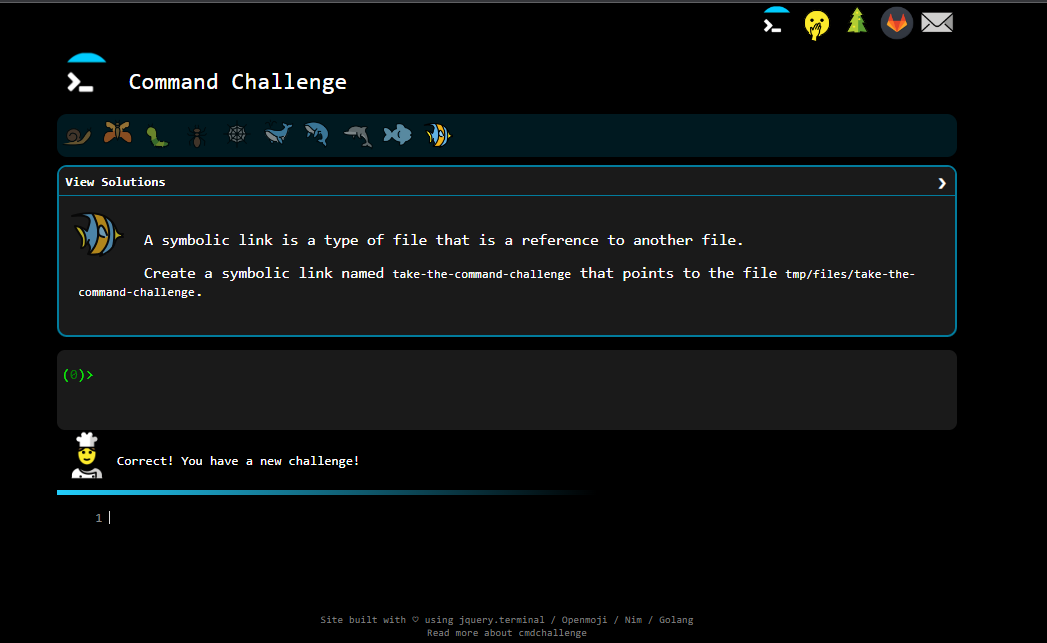 Command Challenge
View Solutions ❯
A symbolic link is a type of file that is a reference to another file.
Create a symbolic link named take-the-command-challenge that points to the file tmp/files/take-the-
command-challenge.
(0)>
Correct! You have a new challenge!
1
Site built with ♡ using jquery.terminal / Openmoji / Nim / Golang
Read more about cmdchallenge